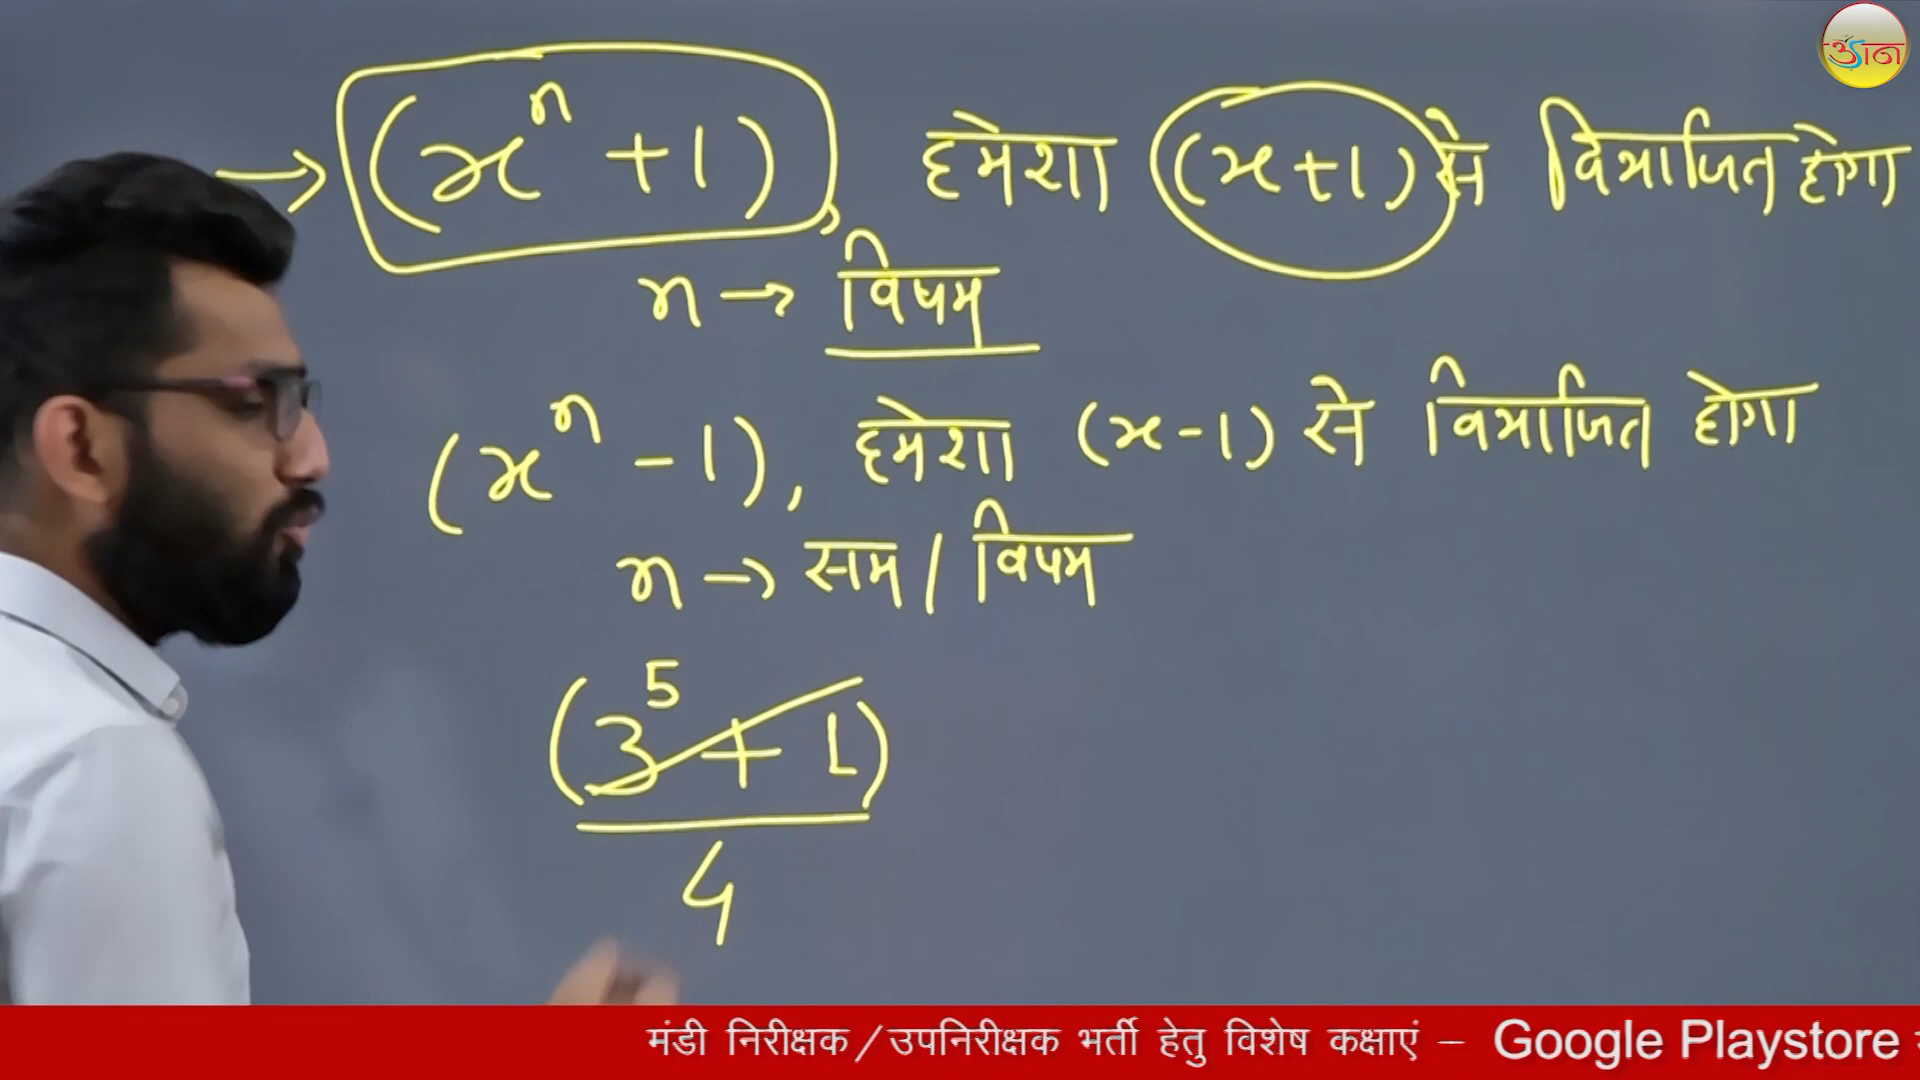 → (x^n + 1), हमेशा (x+1) से विभाजित होगा
n → विषम
(x^n - 1), हमेशा (x-1) से विभाजित होगा
n → सम / विषम
(3^5 + 1)
4
मंडी निरीक्षक/उपनिरीक्षक भर्ती हेतु विशेष कक्षाएं – Google Playstore